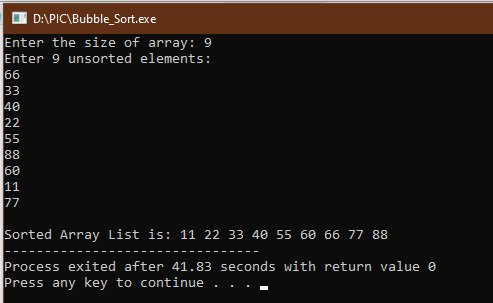 D:\PIC\Bubble_Sort.exe
Enter the size of array: 9
Enter 9 unsorted elements:
66
33
40
22
55
88
60
11
77
Sorted Array List is: 11 22 33 40 55 60 66 77 88
--------------------------------
Process exited after 41.83 seconds with return value 0
Press any key to continue . . .